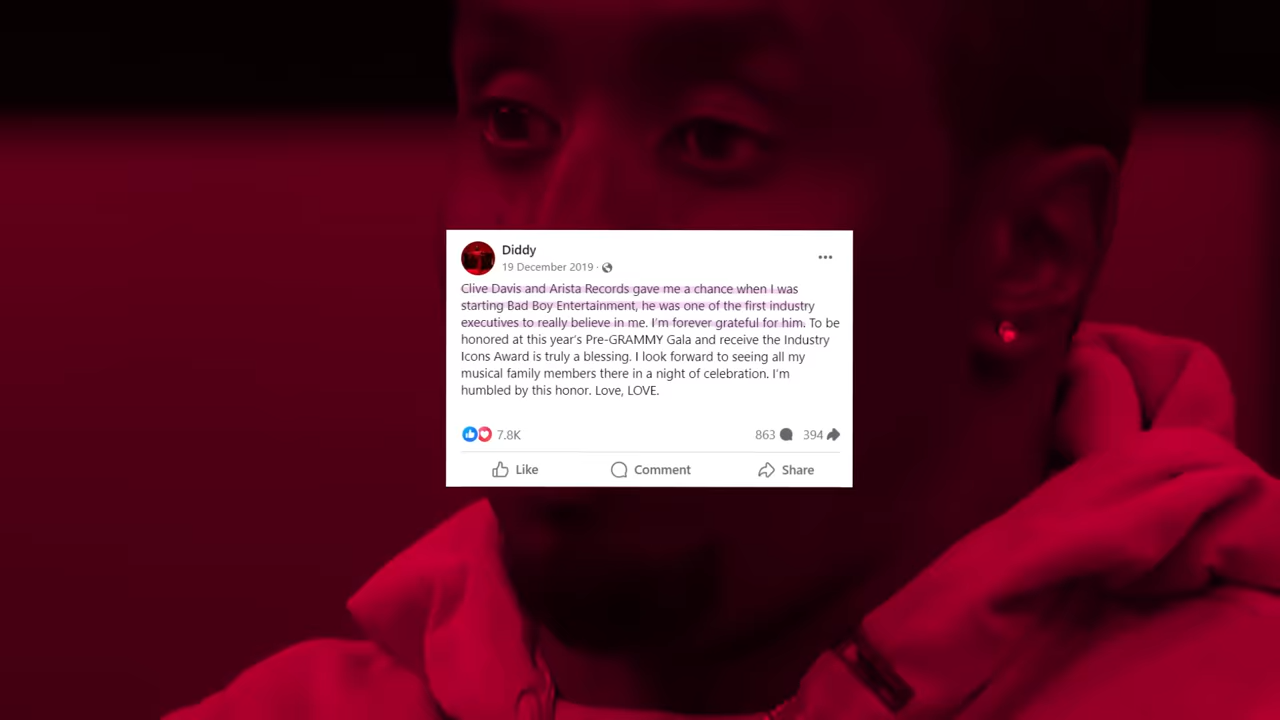 Diddy
19 December 2019 ·
Clive Davis and Arista Records gave me a chance when I was
starting Bad Boy Entertainment, he was one of the first industry
executives to really believe in me. I'm forever grateful for him. To be
honored at this year's Pre-GRAMMY Gala and receive the Industry
Icons Award is truly a blessing. I look forward to seeing all my
musical family members there in a night of celebration. I'm
humbled by this honor. Love, LOVE.
7.8K 863 394
Like Comment Share